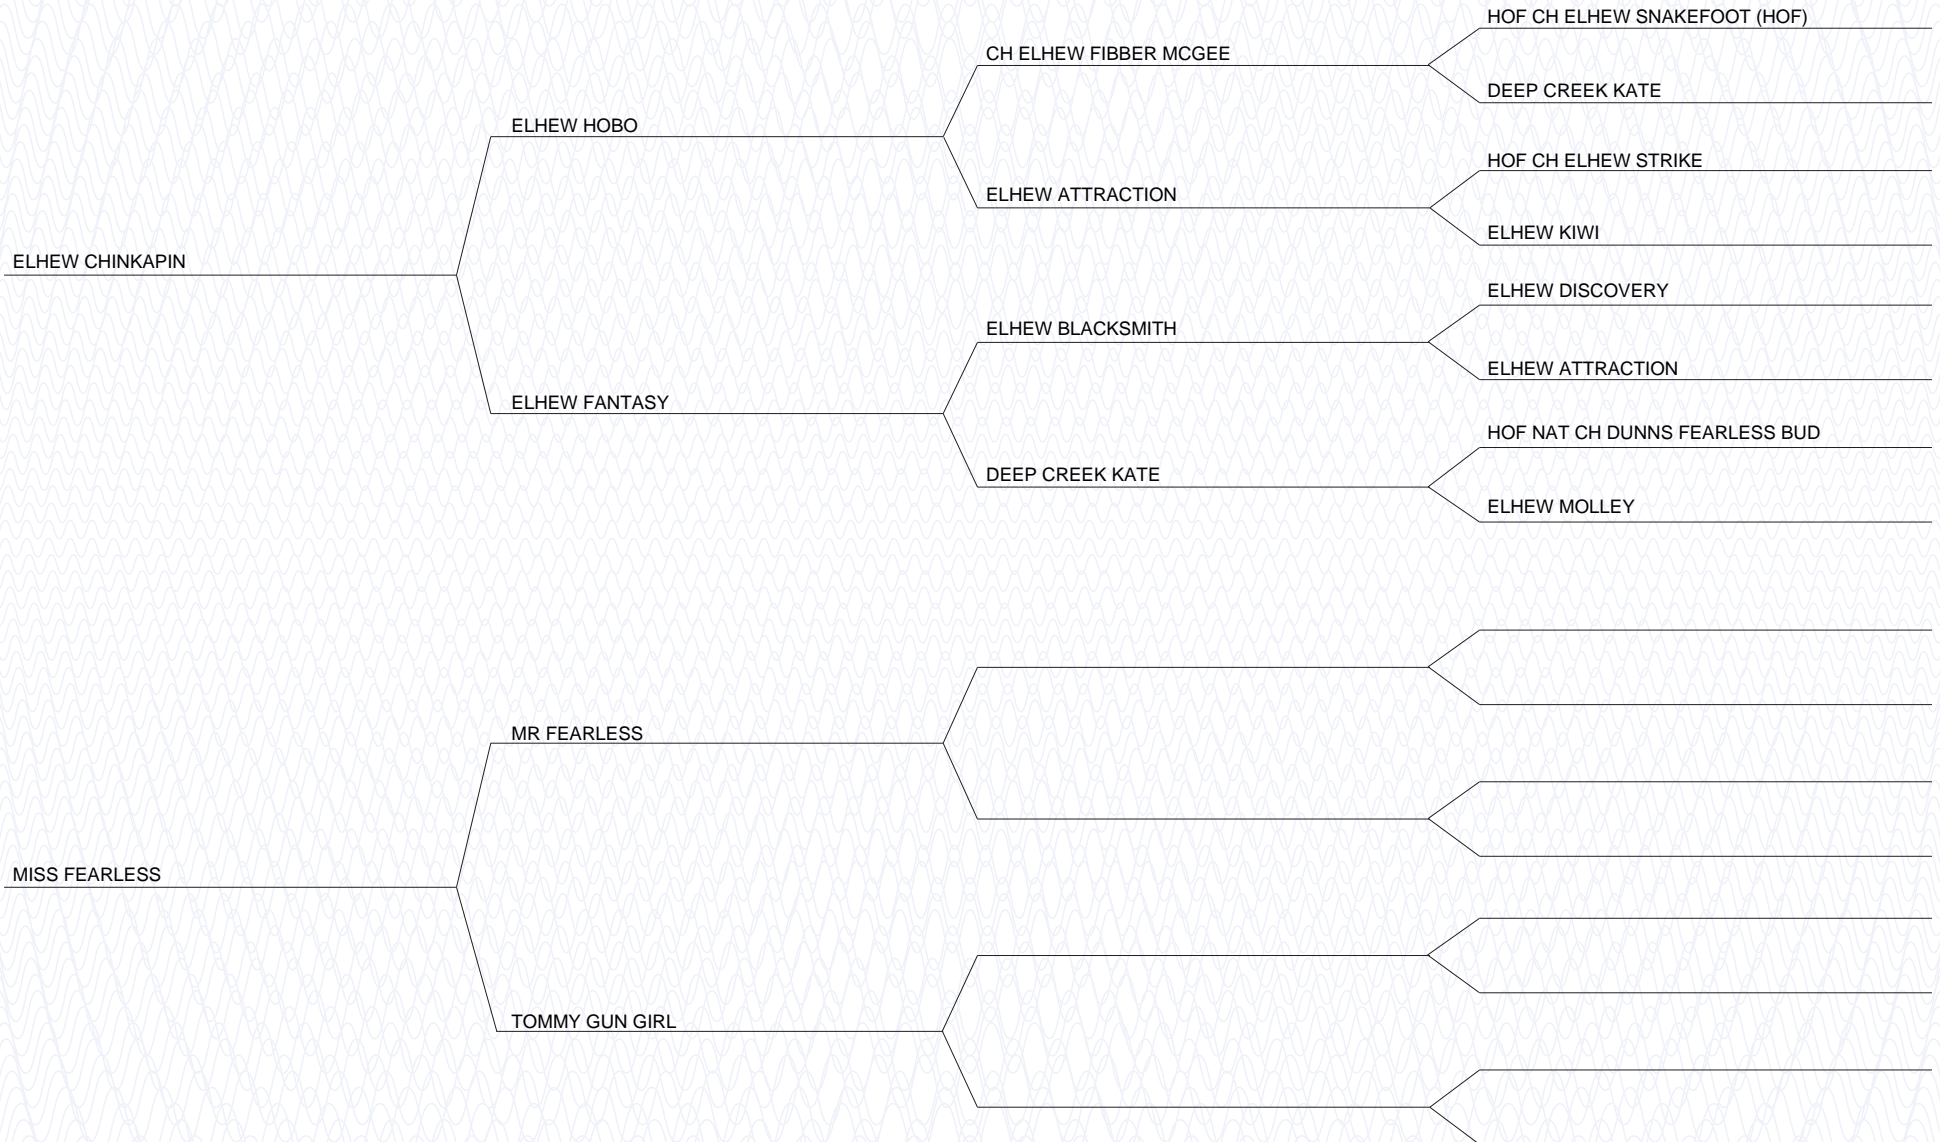 HOF CH ELHEW SNAKEFOOT (HOF)
CH ELHEW FIBBER MCGEE
DEEP CREEK KATE
ELHEW HOBO
HOF CH ELHEW STRIKE
ELHEW ATTRACTION
ELHEW KIWI
ELHEW CHINKAPIN
ELHEW DISCOVERY
ELHEW BLACKSMITH
ELHEW ATTRACTION
ELHEW FANTASY
HOF NAT CH DUNNS FEARLESS BUD
DEEP CREEK KATE
ELHEW MOLLEY
MR FEARLESS
MISS FEARLESS
TOMMY GUN GIRL